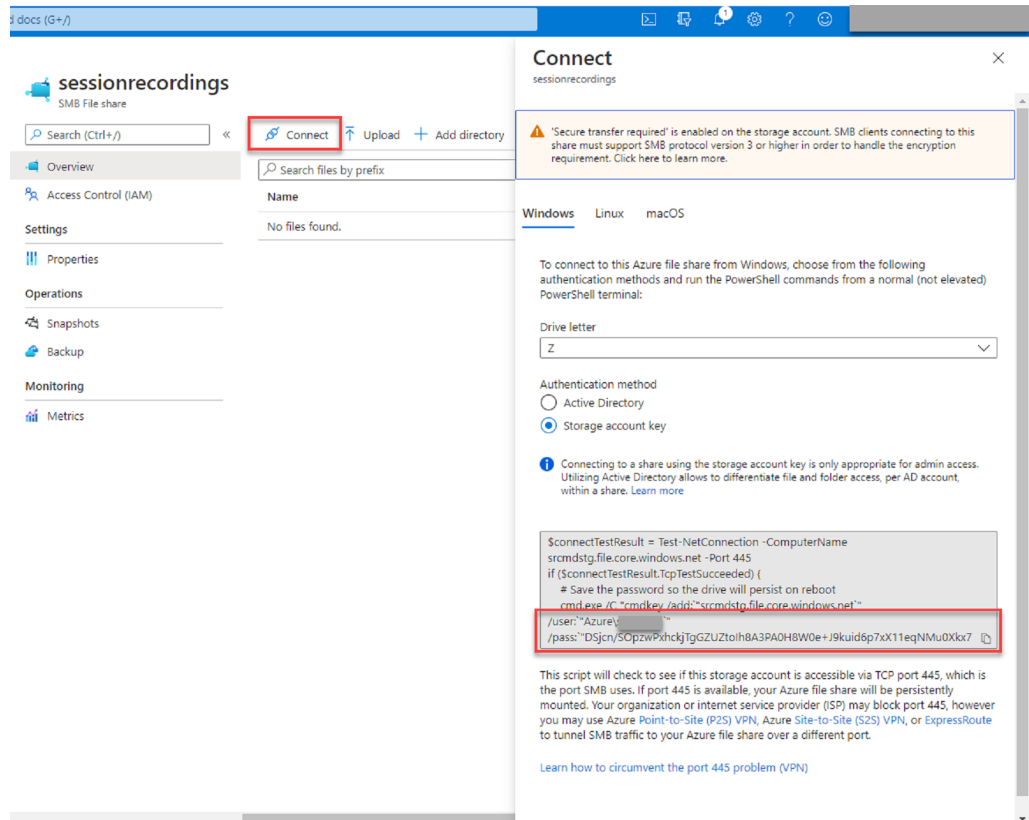 d docs (G+/)
1
sessionrecordings
SMB File share
Search (Ctrl+/)
«
Overview
Access Control (IAM)
Settings
Properties
Operations
Snapshots
Backup
Monitoring
Metrics
Connect
Upload
Add directory
Search files by prefix
Name
No files found.
Connect
sessionrecordings
'Secure transfer required' is enabled on the storage account. SMB clients connecting to this
share must support SMB protocol version 3 or higher in order to handle the encryption
requirement. Click here to learn more.
Windows Linux macOS
To connect to this Azure file share from Windows, choose from the following
authentication methods and run the PowerShell commands from a normal (not elevated)
PowerShell terminal:
Drive letter
Z
Authentication method
Active Directory
Storage account key
Connecting to a share using the storage account key is only appropriate for admin access.
Utilizing Active Directory allows to differentiate file and folder access, per AD account,
within a share. Learn more
$connectTestResult = Test-NetConnection -ComputerName
srcmdstg.file.core.windows.net -Port 445
if ($connectTestResult.TcpTestSucceeded) {
# Save the password so the drive will persist on reboot
cmd.exe /C "cmdkey /add:`"srcmdstg.file.core.windows.net`"
/user:`"Azure\ `"
/pass:`"DSjcn/SOpzwPxhckjTgGZUZtoIh8A3PA0H8W0e+J9kuid6p7xX11eqNMu0Xkx7
This script will check to see if this storage account is accessible via TCP port 445, which is
the port SMB uses. If port 445 is available, your Azure file share will be persistently
mounted. Your organization or internet service provider (ISP) may block port 445, however
you may use Azure Point-to-Site (P2S) VPN, Azure Site-to-Site (S2S) VPN, or ExpressRoute
to tunnel SMB traffic to your Azure file share over a different port.
Learn how to circumvent the port 445 problem (VPN)